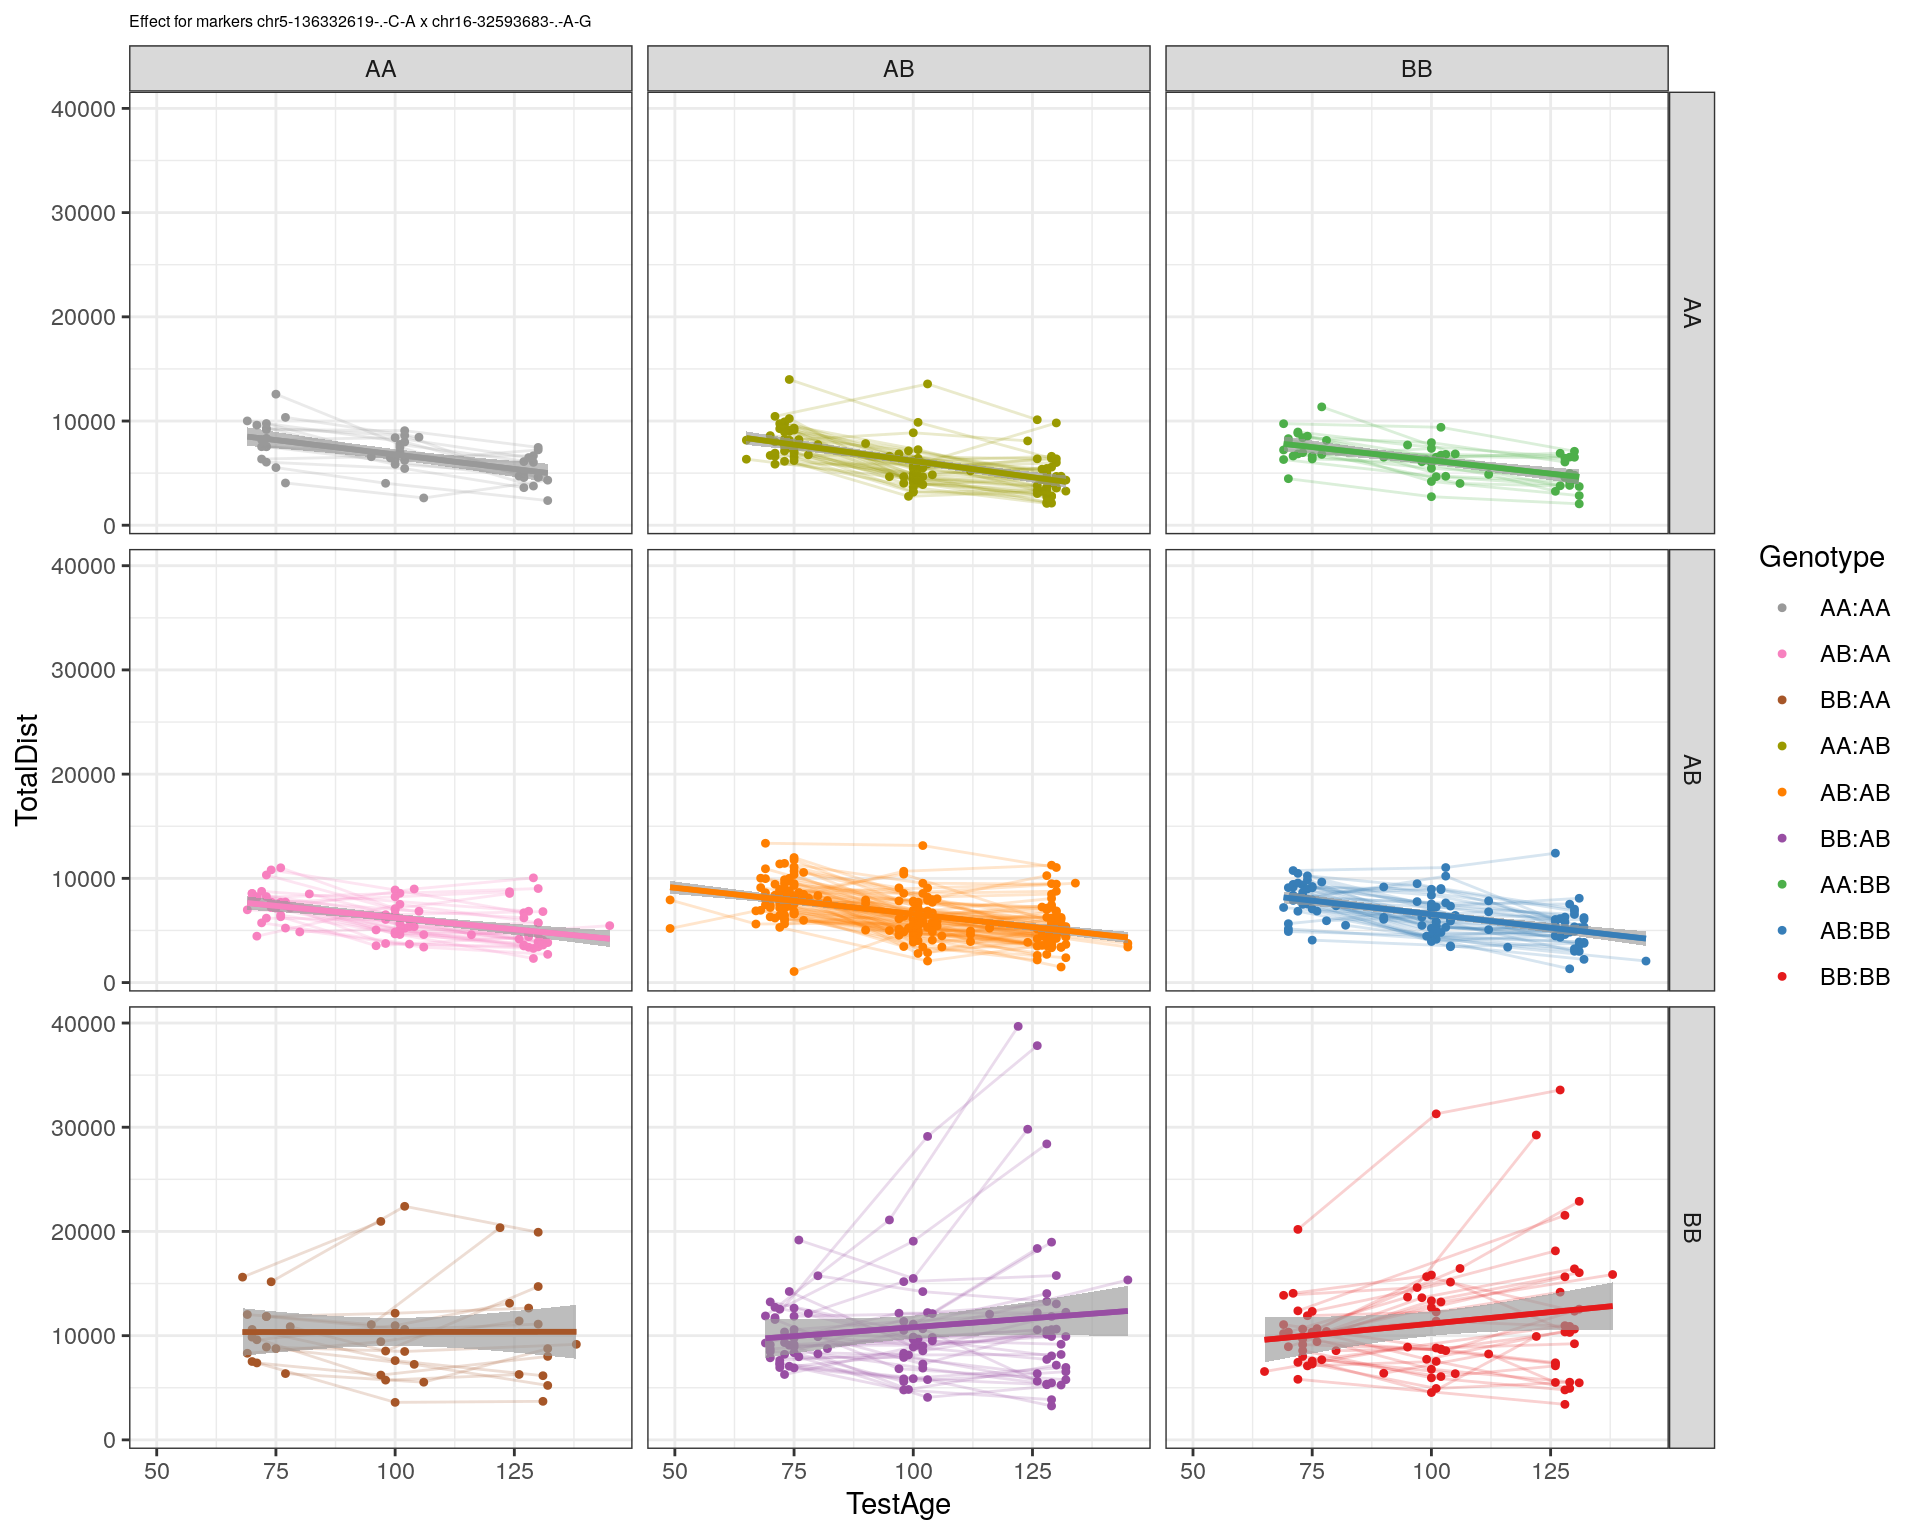 Effect for markers chr5-136332619-.-C-A x chr16-32593683-.-A-G
AA
AB
BB
40000
30000
20000
10000
0
AA
40000
30000
20000
10000
0
AB
40000
30000
20000
10000
0
BB
50
75
100
125
50
75
100
125
50
75
100
125
TestAge
TotalDist
Genotype
AA:AA
AB:AA
BB:AA
AA:AB
AB:AB
BB:AB
AA:BB
AB:BB
BB:BB